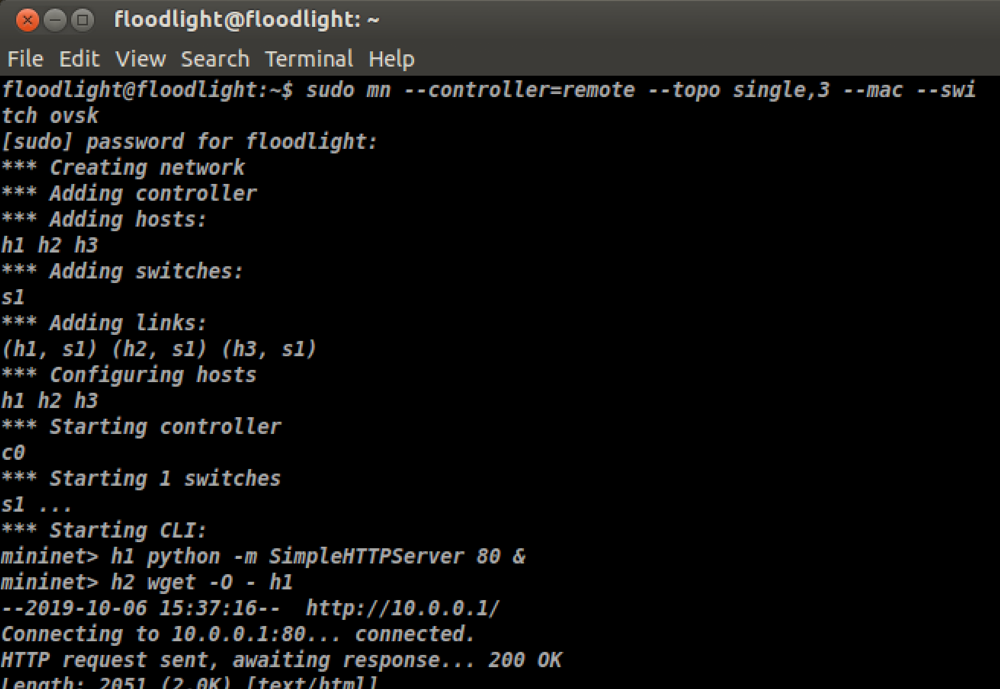 floodlight@floodlight: ~
File Edit View Search Terminal Help
floodlight@floodlight:~$ sudo mn --controller=remote --topo single,3 --mac --swi
tch ovsk
[sudo] password for floodlight:
*** Creating network
*** Adding controller
*** Adding hosts:
h1 h2 h3
*** Adding switches:
s1
*** Adding links:
(h1, s1) (h2, s1) (h3, s1)
*** Configuring hosts
h1 h2 h3
*** Starting controller
c0
*** Starting 1 switches
s1 ...
*** Starting CLI:
mininet> h1 python -m SimpleHTTPServer 80 &
mininet> h2 wget -O - h1
--2019-10-06 15:37:16--  http://10.0.0.1/
Connecting to 10.0.0.1:80... connected.
HTTP request sent, awaiting response... 200 OK
Length: 2051 (2.0K) [text/html]